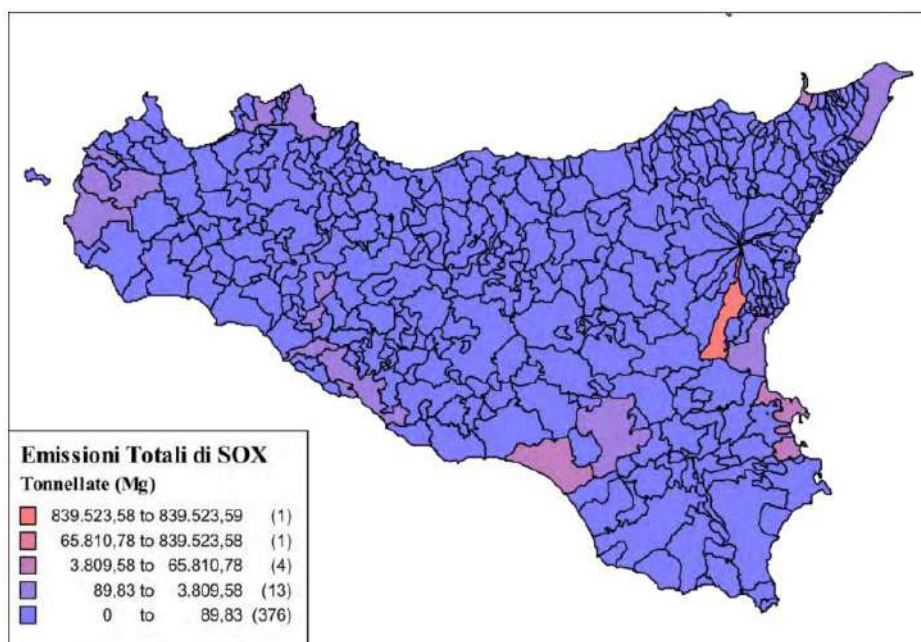 Emissioni Totali di SOX
Tonnellate (Mg)
839.523,58 to 839.523,59 (1)
65.810,78 to 839.523,58 (1)
3.809,58 to 65.810,78 (4)
89,83 to 3.809,58 (13)
0 to 89,83 (376)